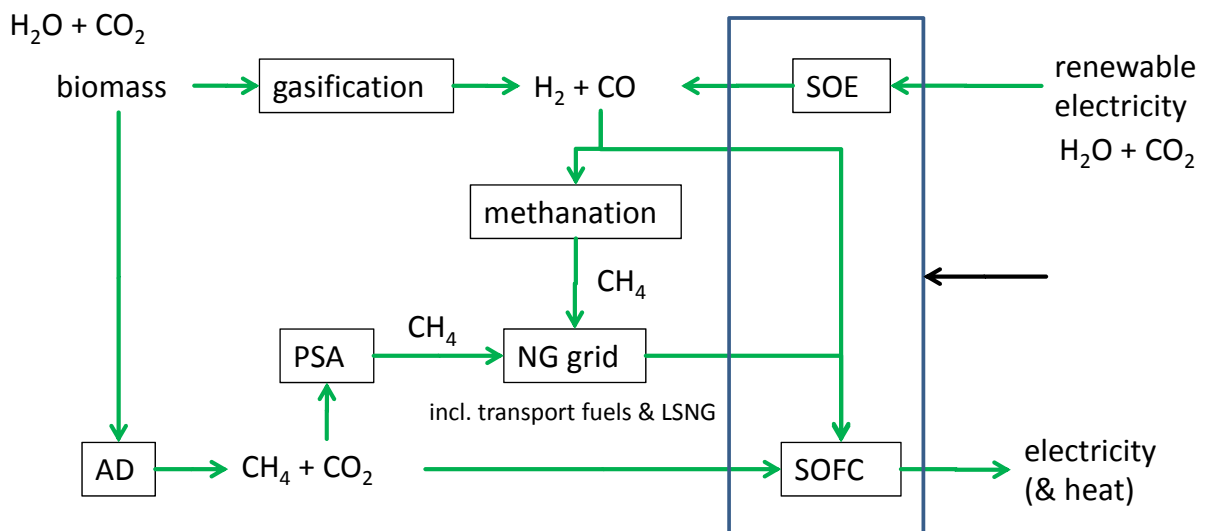 H₂O + CO₂
biomass
gasification
H₂ + CO
SOE
renewable
electricity
H₂O + CO₂
methanation
CH₄
CH₄
PSA
NG grid
incl. transport fuels & LSNG
AD
CH₄ + CO₂
SOFC
electricity
(& heat)